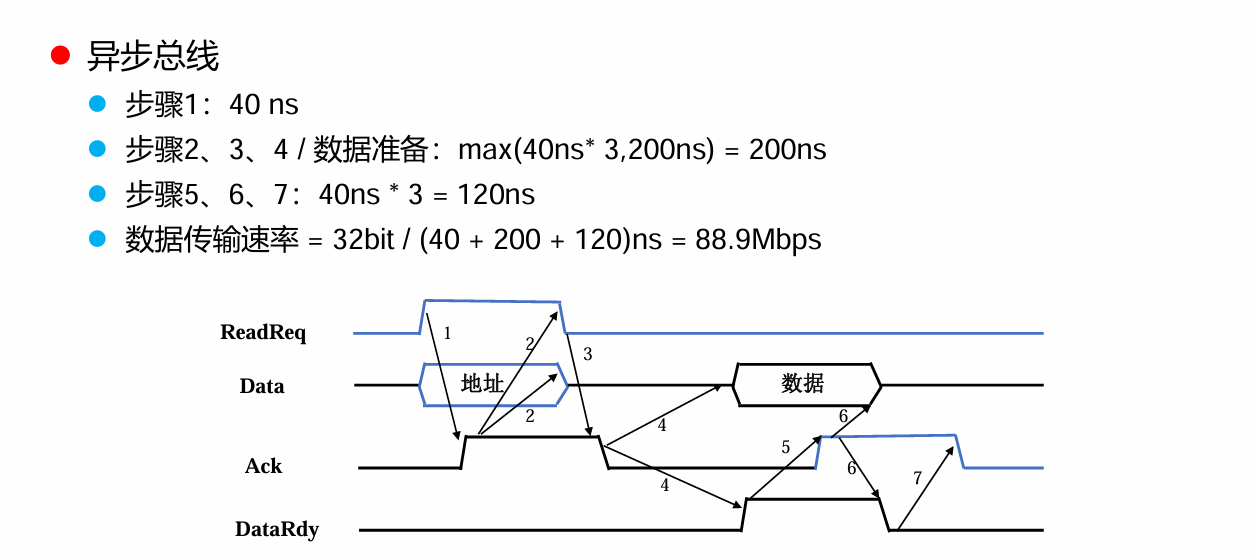 异步总线
步骤1：40 ns
步骤2、3、4 / 数据准备：max(40ns* 3,200ns) = 200ns
步骤5、6、7：40ns * 3 = 120ns
数据传输速率 = 32bit / (40 + 200 + 120)ns = 88.9Mbps
ReadReq
1
2
3
Data
地址
数据
2
4
6
Ack
5
6
4
7
DataRdy